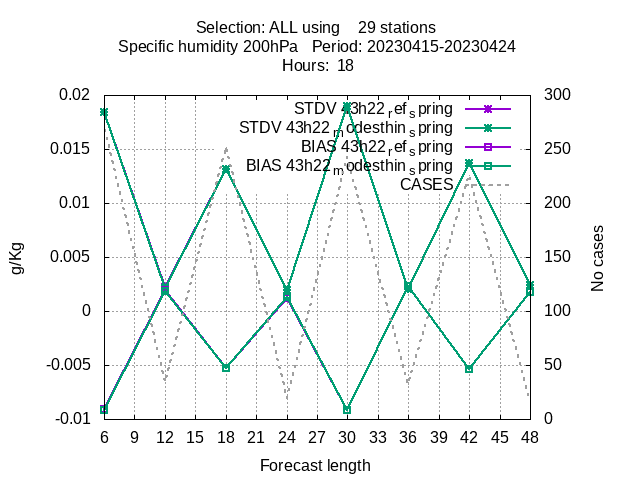 Selection: ALL using    29 stations
Specific humidity 200hPa   Period: 20230415-20230424
Hours:  18
STDV 43h22_ref_spring
STDV 43h22_modesthin_spring
BIAS 43h22_ref_spring
BIAS 43h22_modesthin_spring
CASES
0.02
0.015
0.01
0.005
0
-0.005
-0.01
g/Kg
300
250
200
150
100
50
0
No cases
6 9 12 15 18 21 24 27 30 33 36 39 42 45 48
Forecast length